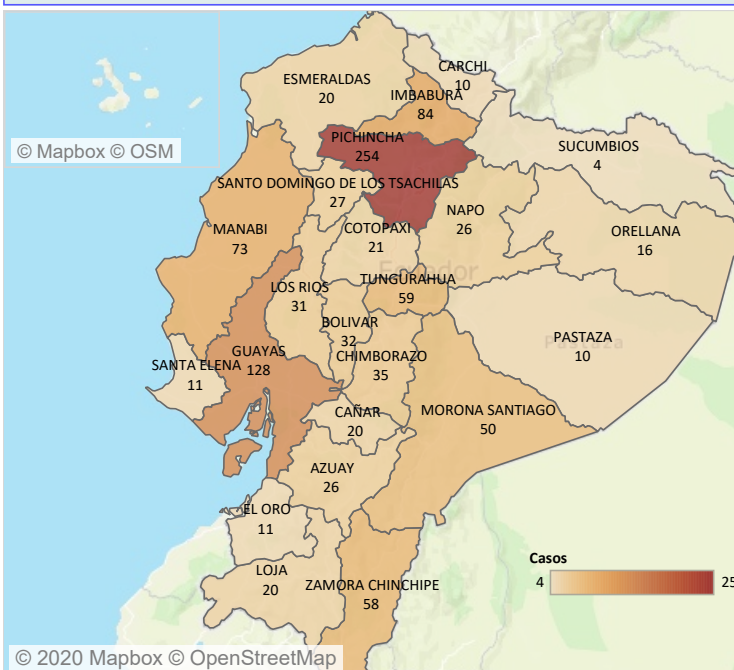 CARCHI
10
ESMERALDAS
20
IMBABURA
84
© Mapbox © OSM
PICHINCHA
254
SUCUMBIOS
4
SANTO DOMINGO DE LOS TSACHILAS
27
NAPO
26
MANABI
73
COTOPAXI
21
ORELLANA
16
Ecuador
TUNGURAHUA
59
LOS RIOS
31
BOLIVAR
32
PASTAZA
10
Pastaza
GUAYAS
128
CHIMBORAZO
35
SANTA ELENA
11
CAÑAR
20
MORONA SANTIAGO
50
AZUAY
26
EL ORO
11
Casos
4
25
LOJA
20
ZAMORA CHINCHIPE
58
© 2020 Mapbox © OpenStreetMap